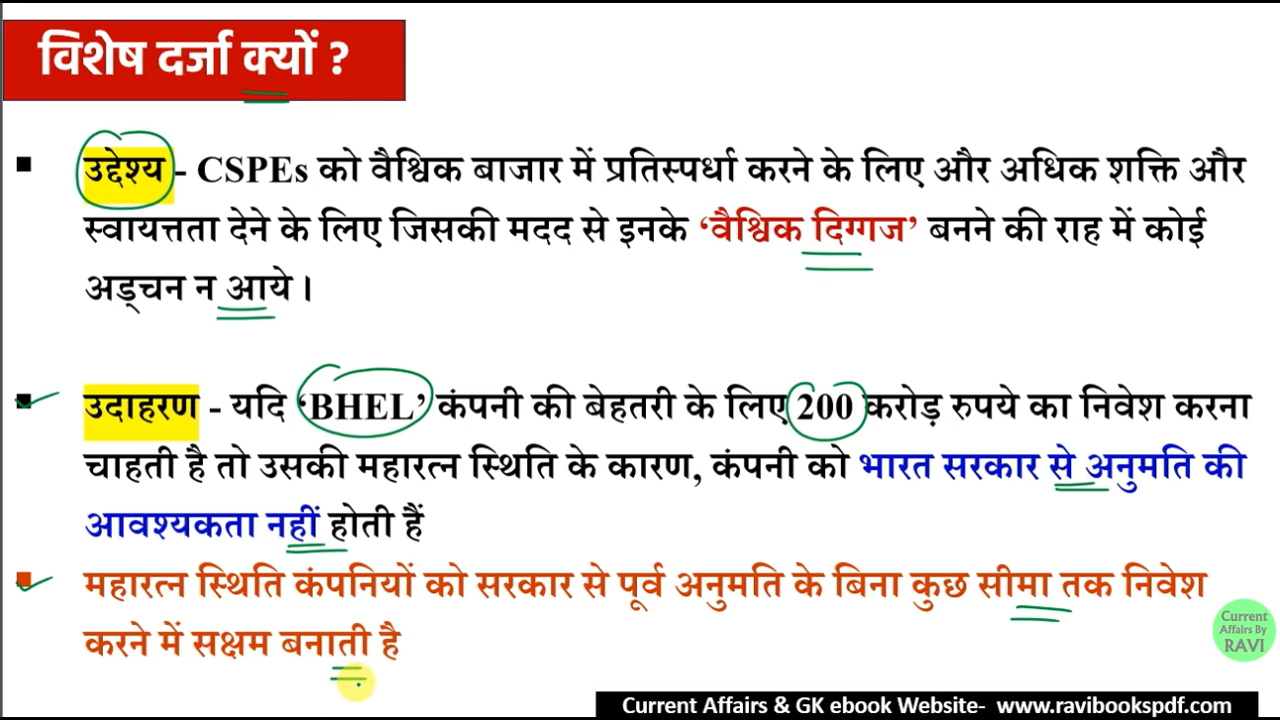 विशेष दर्जा क्यों ?
उद्देश्य - CSPEs को वैश्विक बाजार में प्रतिस्पर्धा करने के लिए और अधिक शक्ति और
स्वायत्तता देने के लिए जिसकी मदद से इनके ‘वैश्विक दिग्गज’ बनने की राह में कोई
अड़्चन न आये।
उदाहरण - यदि ‘BHEL’ कंपनी की बेहतरी के लिए 200 करोड़ रुपये का निवेश करना
चाहती है तो उसकी महारत्न स्थिति के कारण, कंपनी को भारत सरकार से अनुमति की
आवश्यकता नहीं होती हैं
महारत्न स्थिति कंपनियों को सरकार से पूर्व अनुमति के बिना कुछ सीमा तक निवेश
करने में सक्षम बनाती है
Current
Affairs By
RAVI
Current Affairs & GK ebook Website- www.ravibookspdf.com